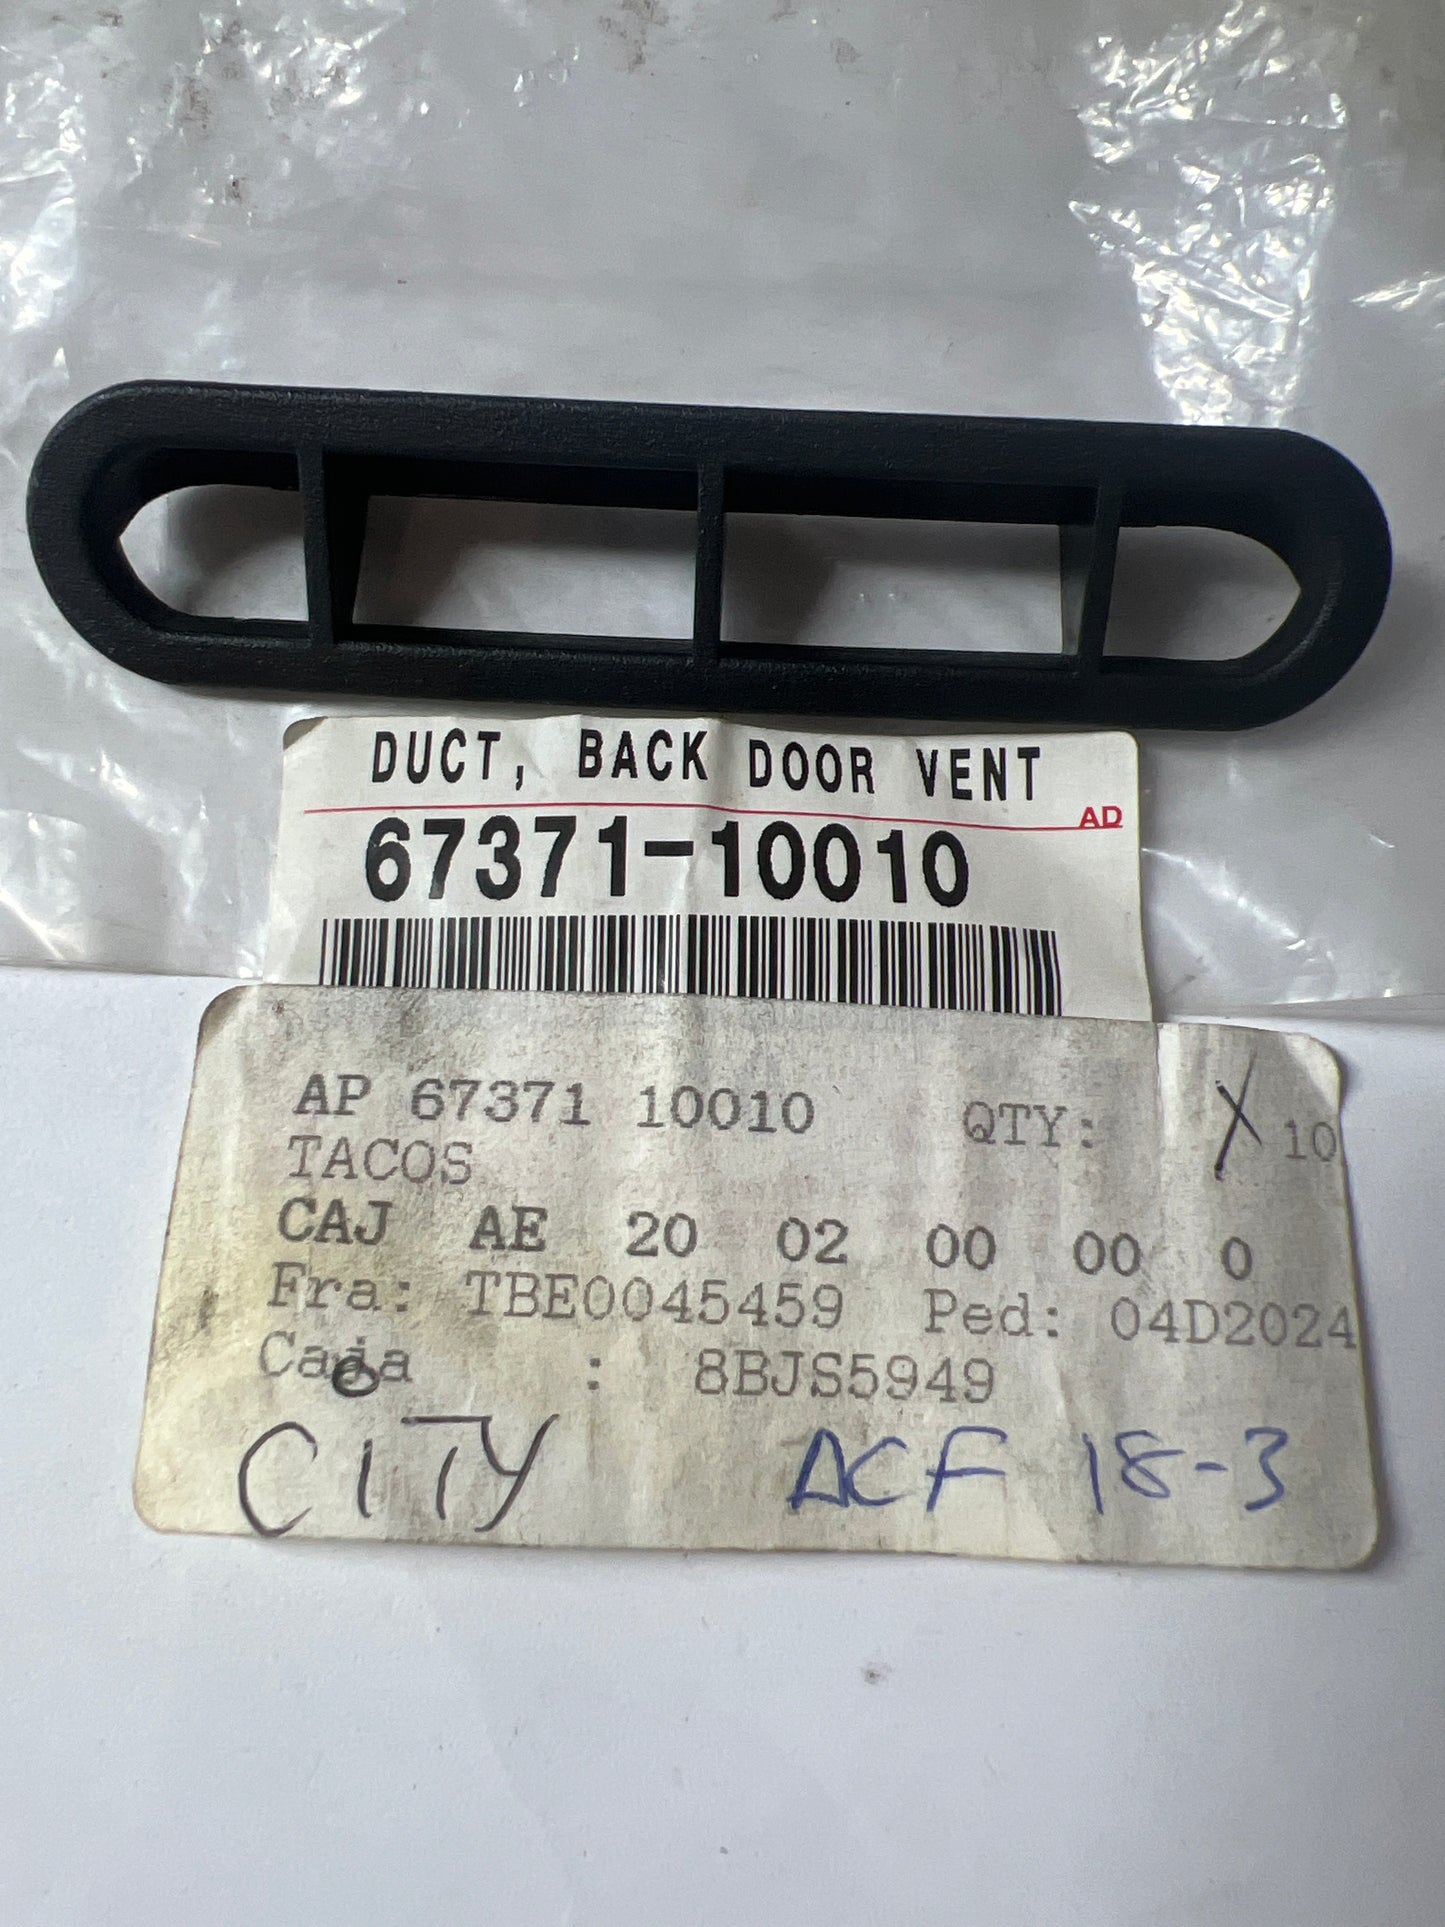 DUCT, BACK DOOR VENT
AD
67371-10010
AP 67371 10010 QTY: X 10
TACOS
CAJ AE 20 02 00 00 0
Fra: TBE0045459 Ped: 04D2024
Caja : 8BJS5949
CITY ACF 18-3